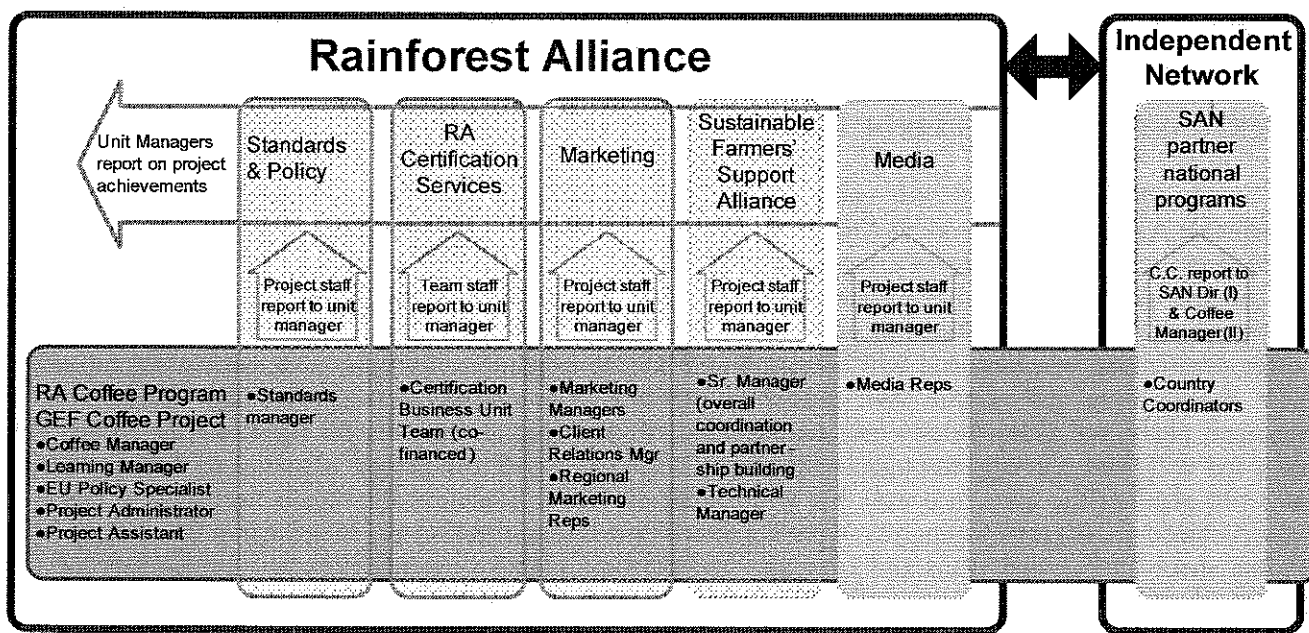 Rainforest Alliance
Independent
Network
Unit Managers
report on project
achievements
Standards
& Policy
RA
Certification
Services
Marketing
Sustainable
Farmers'
Support
Alliance
Media
SAN
partner
national
programs
Project staff
report to unit
manager
Team staff
report to unit
manager
Project staff
report to unit
manager
Project staff
report to unit
manager
Project staff
report to unit
manager
C.C. report to
SAN Dir (I)
& Coffee
Manager(II)
RA Coffee Program
GEF Coffee Project
●Coffee Manager
●Learning Manager
●EU Policy Specialist
●Project Administrator
●Project Assistant
●Standards
manager
●Certification
Business Unit
Team (co-
financed)
●Marketing
Managers
●Client
Relations Mgr
●Regional
Marketing
Reps
●Sr. Manager
(overall
coordination
and partner-
ship building
●Technical
Manager
●Media Reps
●Country
Coordinators